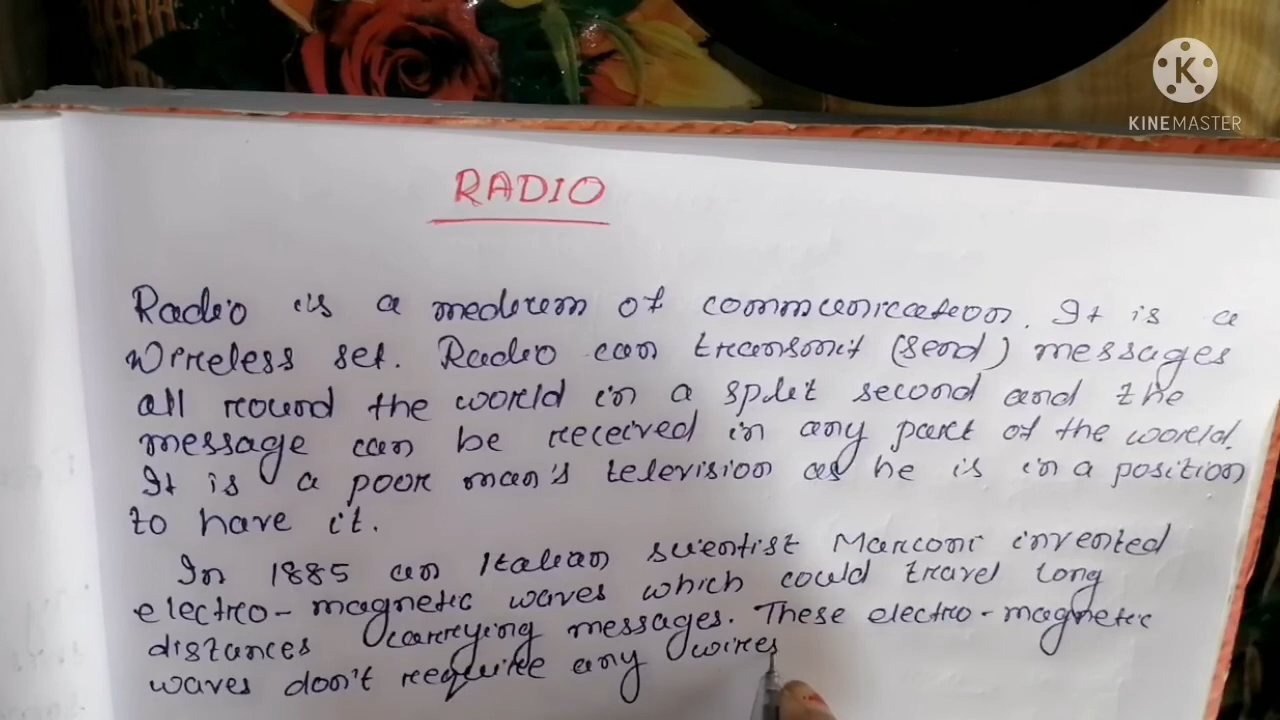 KINEMASTER
RADIO
Radio is a medium of communication. It is a
wireless set. Radio can transmit (send) messages
all round the world in a split second and the
message can be received in any part of the world.
It is a poor man's television as he is in a position
to have it.
In 1885 an Italian scientist Marconi invented
electro-magnetic waves which could travel long
distances carrying messages. These electro-magnetic
waves don't require any wires